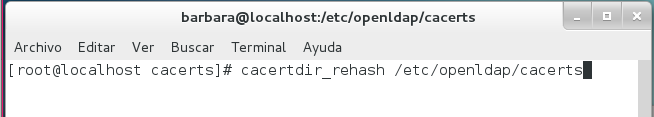 barbara@localhost:/etc/openldap/cacerts
Archivo Editar Ver Buscar Terminal Ayuda
[root@localhost cacerts]# cacertdir_rehash /etc/openldap/cacerts